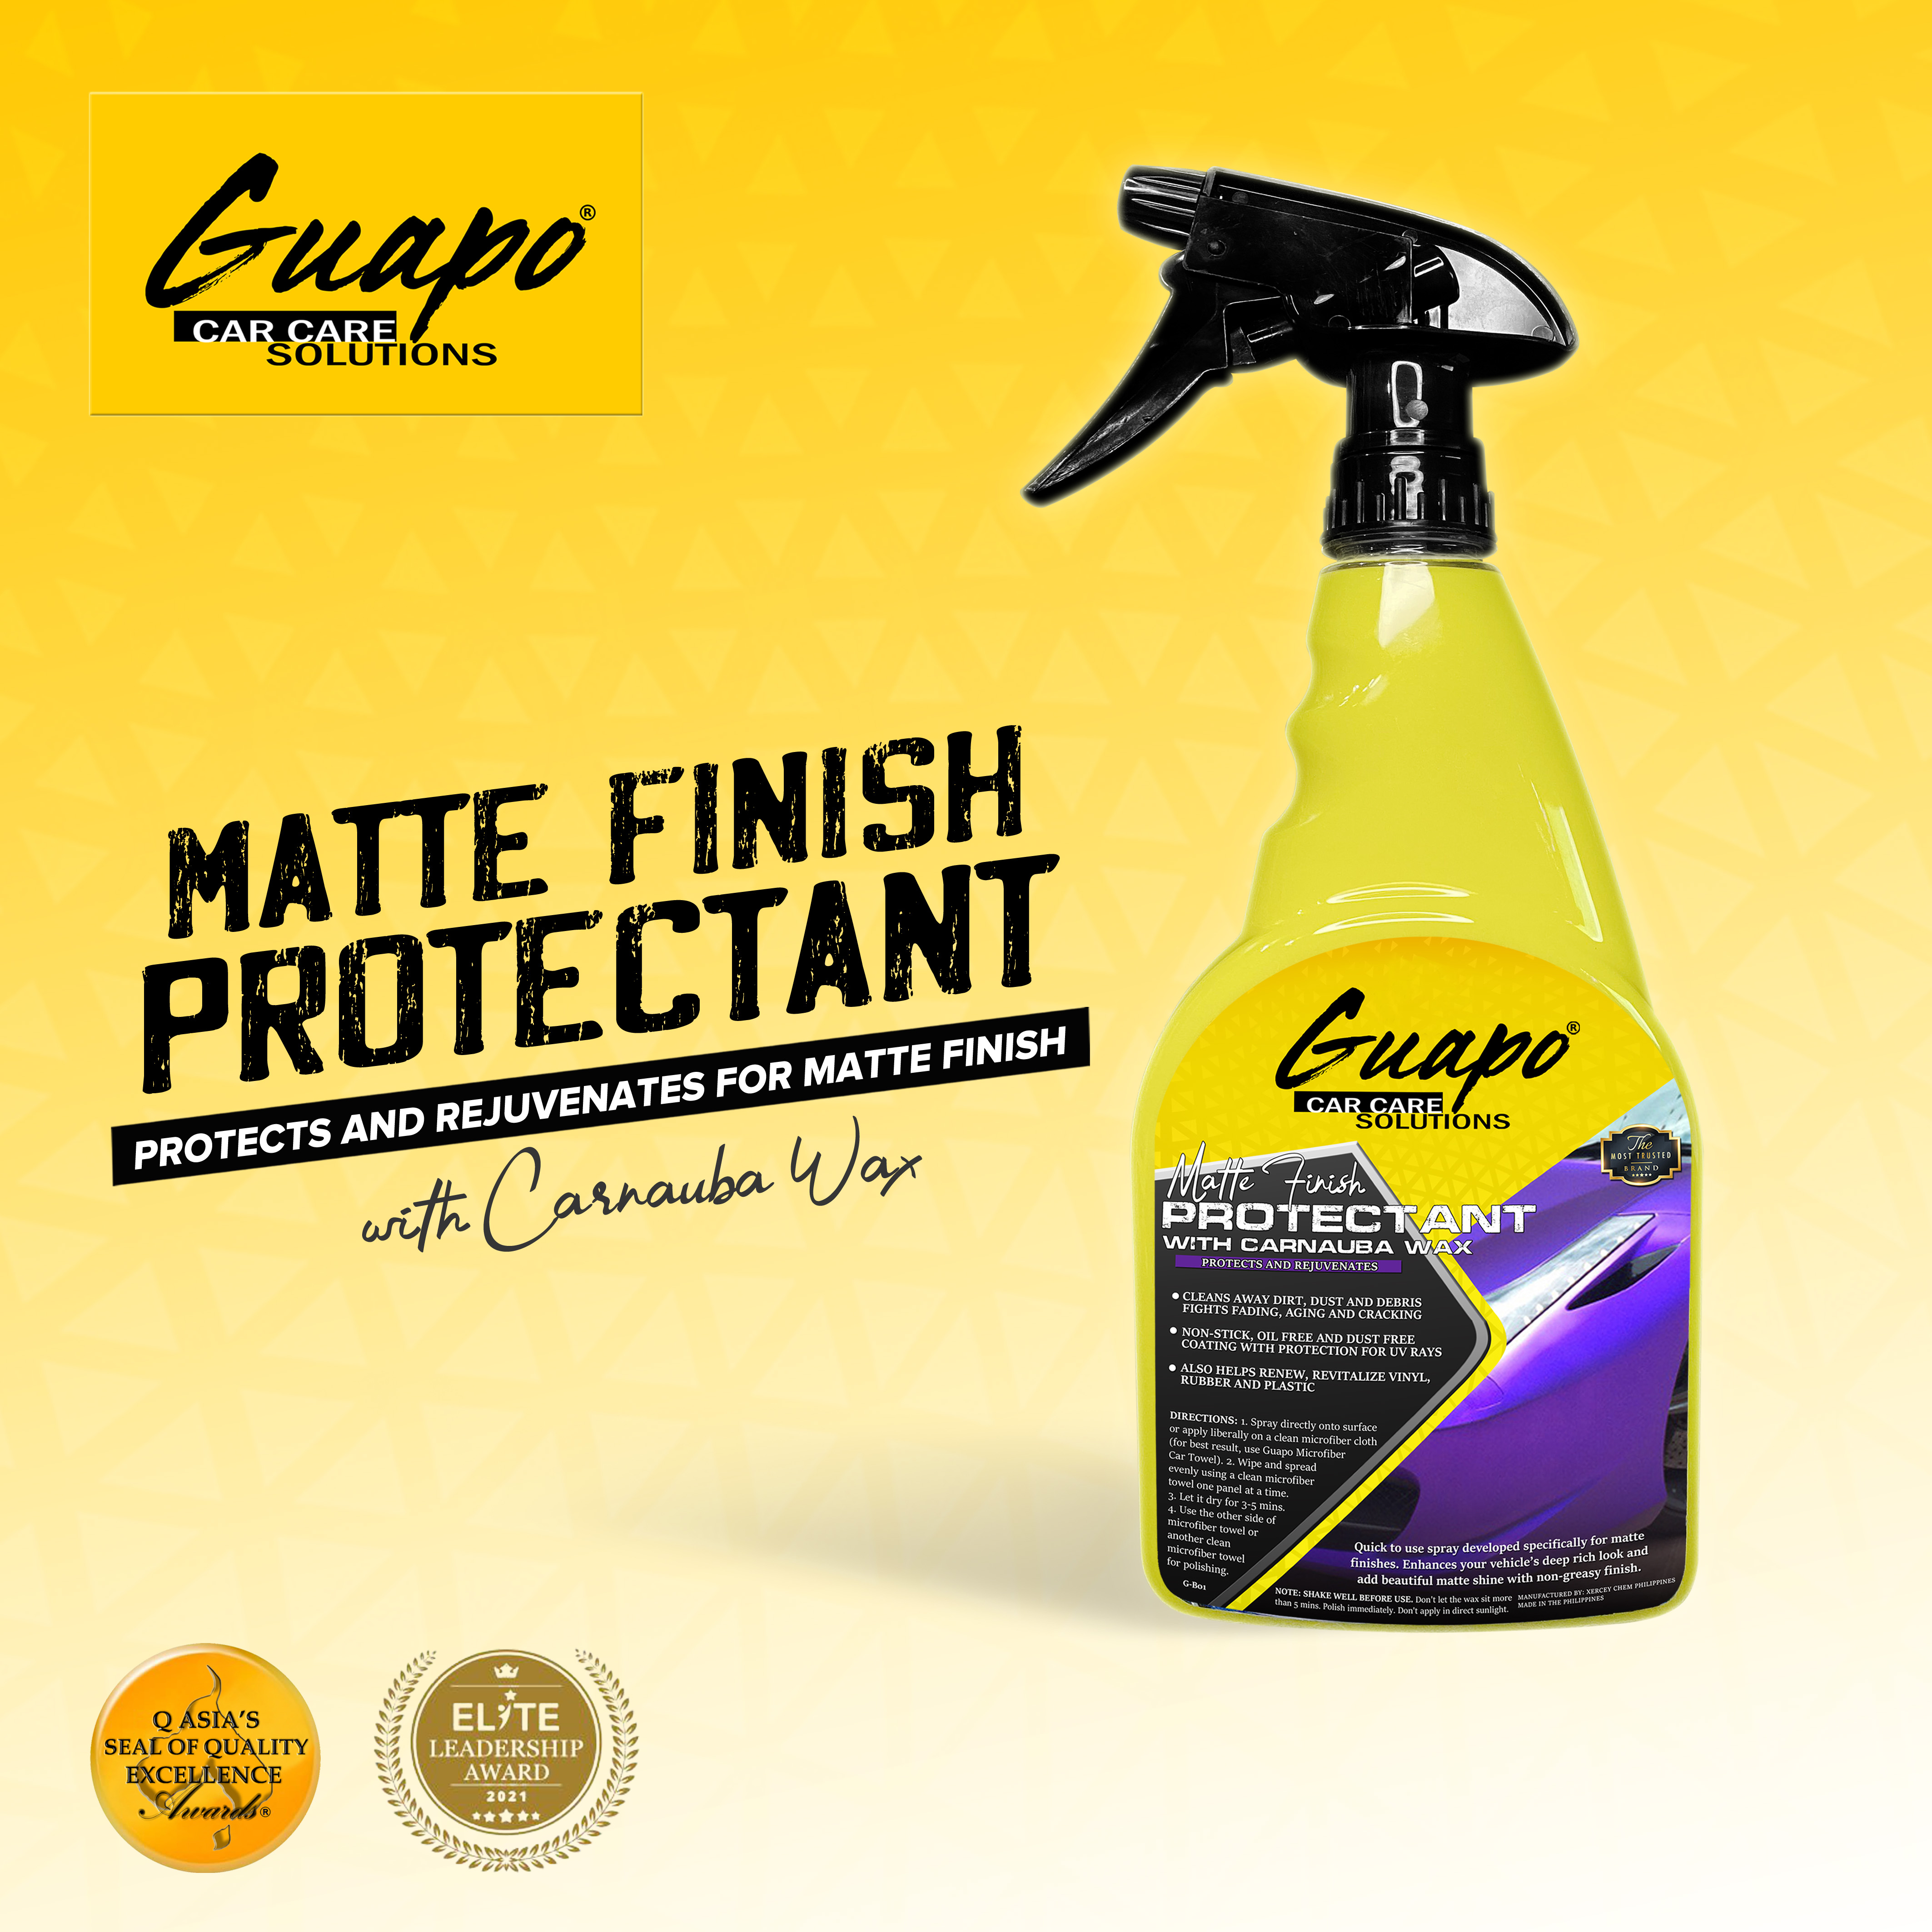 Guapo®
CAR CARE
SOLUTIONS
MATTE FINISH
PROTECTANT
PROTECTS AND REJUVENATES FOR MATTE FINISH
with Carnauba Wax
Guapo®
CAR CARE
SOLUTIONS
The
MOST TRUSTED
BRAND
Matte Finish
PROTECTANT
WITH CARNAUBA WAX
PROTECTS AND REJUVENATES
• CLEANS AWAY DIRT, DUST AND DEBRIS
FIGHTS FADING, AGING AND CRACKING
• NON-STICK, OIL FREE AND DUST FREE
COATING WITH PROTECTION FOR UV RAYS
• ALSO HELPS RENEW, REVITALIZE VINYL,
RUBBER AND PLASTIC
DIRECTIONS: 1. Spray directly onto surface
or apply liberally on a clean microfiber cloth
(for best result, use Guapo Microfiber
Car Towel). 2. Wipe and spread
evenly using a clean microfiber
towel one panel at a time.
3. Let it dry for 3-5 mins.
4. Use the other side of
microfiber towel or
another clean
microfiber towel
for polishing.
G-B01
Quick to use spray developed specifically for matte
finishes. Enhances your vehicle's deep rich look and
add beautiful matte shine with non-greasy finish.
NOTE: SHAKE WELL BEFORE USE. Don't let the wax sit more
than 5 mins. Polish immediately. Don't apply in direct sunlight.
MANUFACTURED BY: XERCEY CHEM PHILIPPINES
MADE IN THE PHILIPPINES
Q ASIA'S
SEAL OF QUALITY
EXCELLENCE
Awards®
ELITE
LEADERSHIP
AWARD
2021